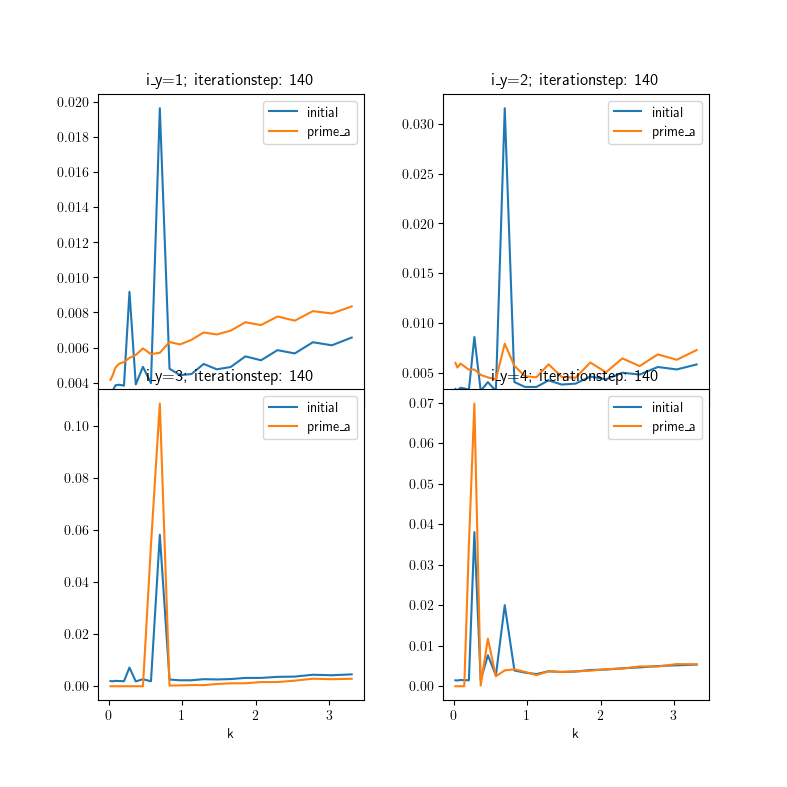 i_y=1; iterationstep: 140
i_y=2; iterationstep: 140
0.020
0.018
0.016
0.014
0.012
0.010
0.008
0.006
0.004
initial
prime_a
0.030
0.025
0.020
0.015
0.010
0.005
initial
prime_a
i_y=3; iterationstep: 140
i_y=4; iterationstep: 140
0.10
0.08
0.06
0.04
0.02
0.00
initial
prime_a
0 1 2 3
k
0.07
0.06
0.05
0.04
0.03
0.02
0.01
0.00
initial
prime_a
0 1 2 3
k